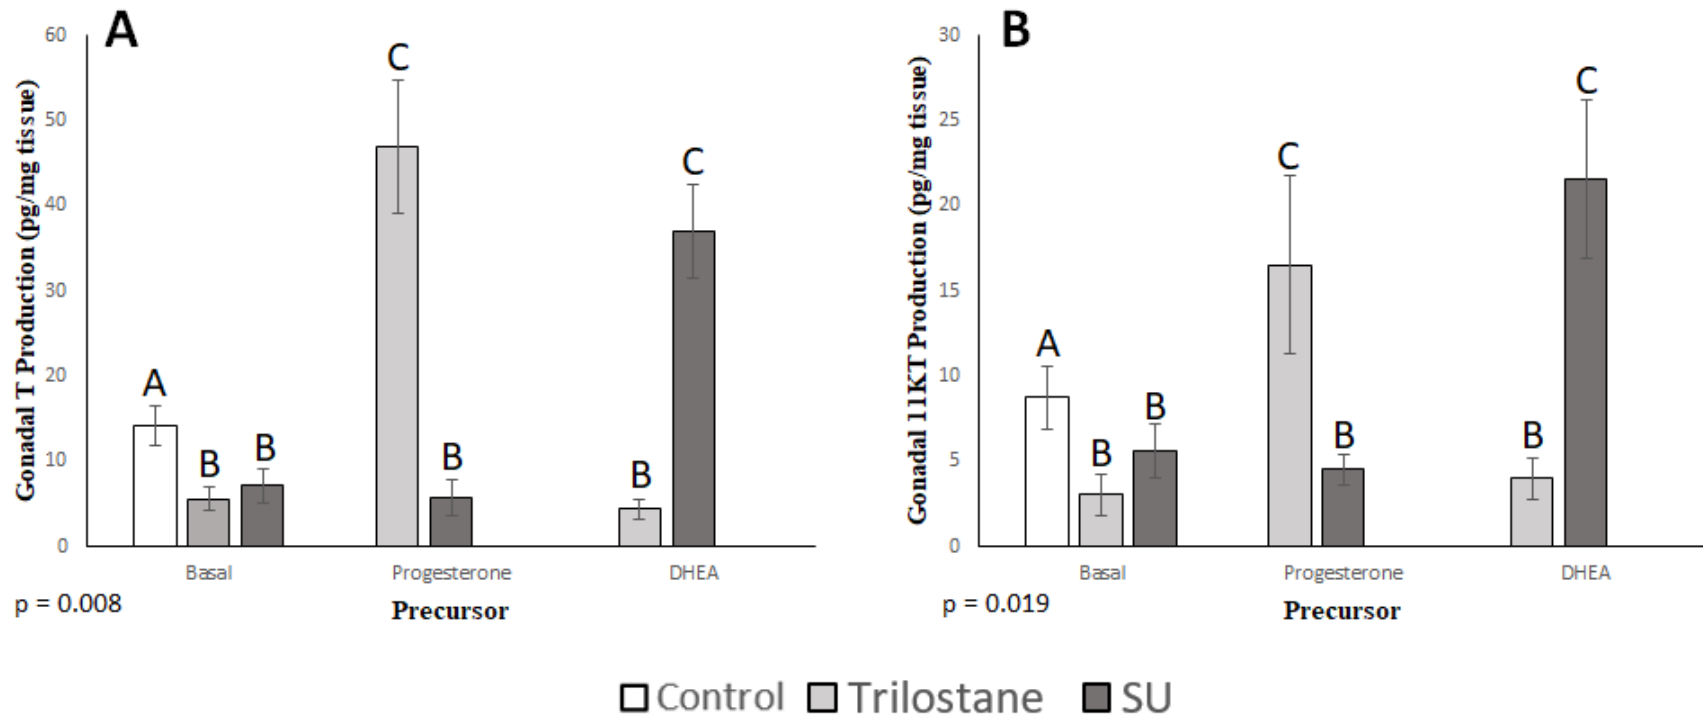 A
Gonadal T Production (pg/mg tissue)
60
50
40
30
20
10
0
A
B
B
C
B
B
C
Basal
Progesterone
DHEA
p = 0.008
Precursor
B
Gonadal 11KT Production (pg/mg tissue)
30
25
20
15
10
5
0
A
B
B
C
B
B
C
Basal
Progesterone
DHEA
p = 0.019
Precursor
Control Trilostane SU